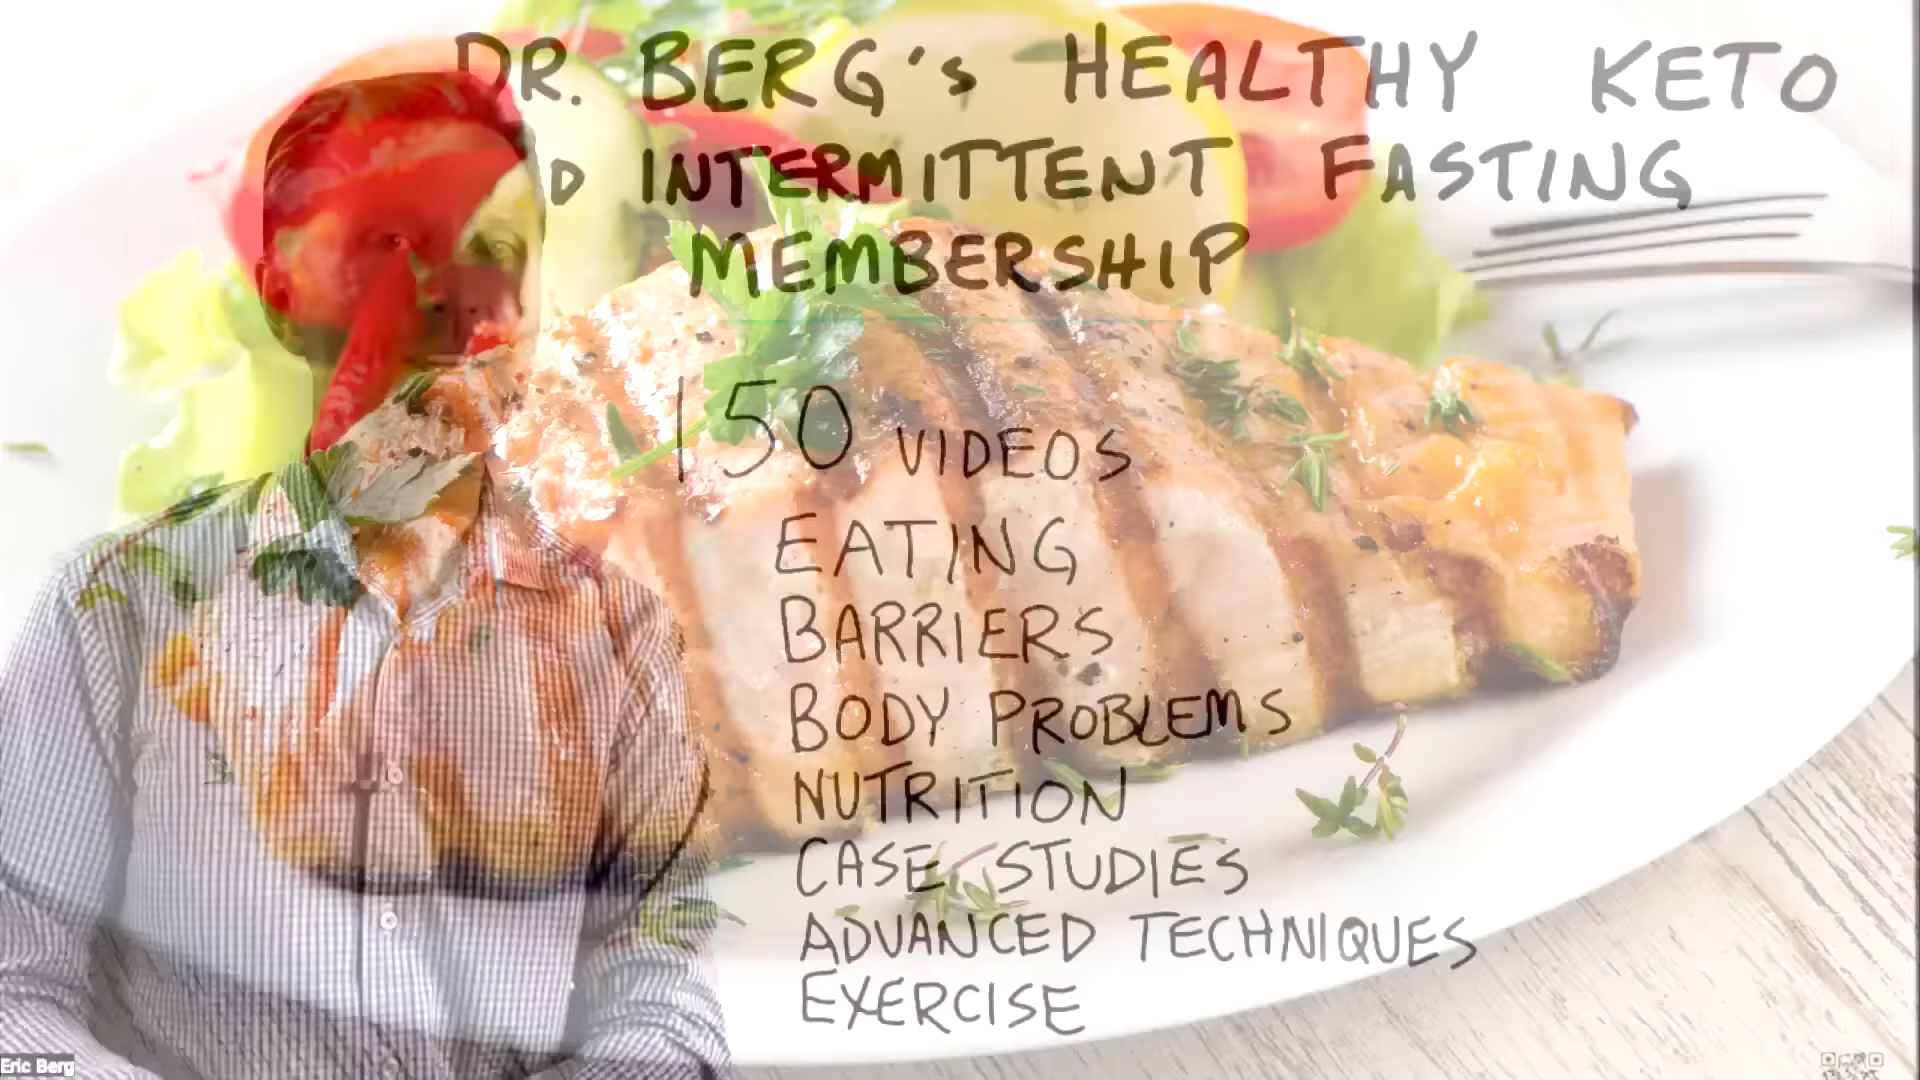 DR. BERG's HEALTHY KETO
D INTERMITTENT FASTING
MEMBERSHIP
150 VIDEOS
EATING
BARRIERS
BODY PROBLEMS
NUTRITION
CASE STUDIES
ADVANCED TECHNIQUES
EXERCISE
Eric Berg